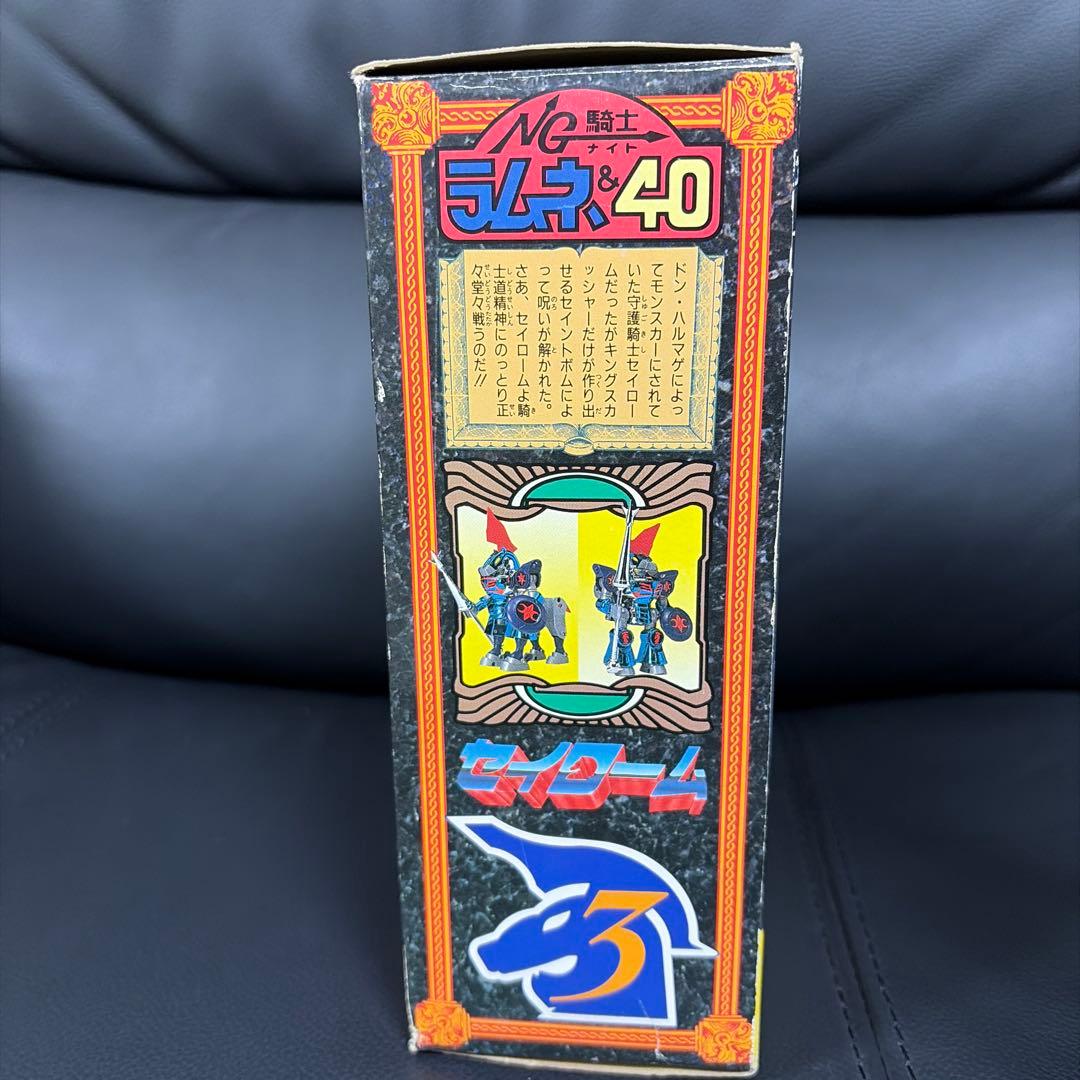 NG騎士
ナイト
ラムネ&40
ドン・ハルマゲによっ
てモンスカーにされて
いた守護騎士セイロー
ムだったがキングスカ
ッシャーだけが作り出
せるセイントボムによ
って呪いが解かれた。
さあ、セイロームよ騎
士道精神にのっとり正
々堂々戦うのだ!!
セイローム
3